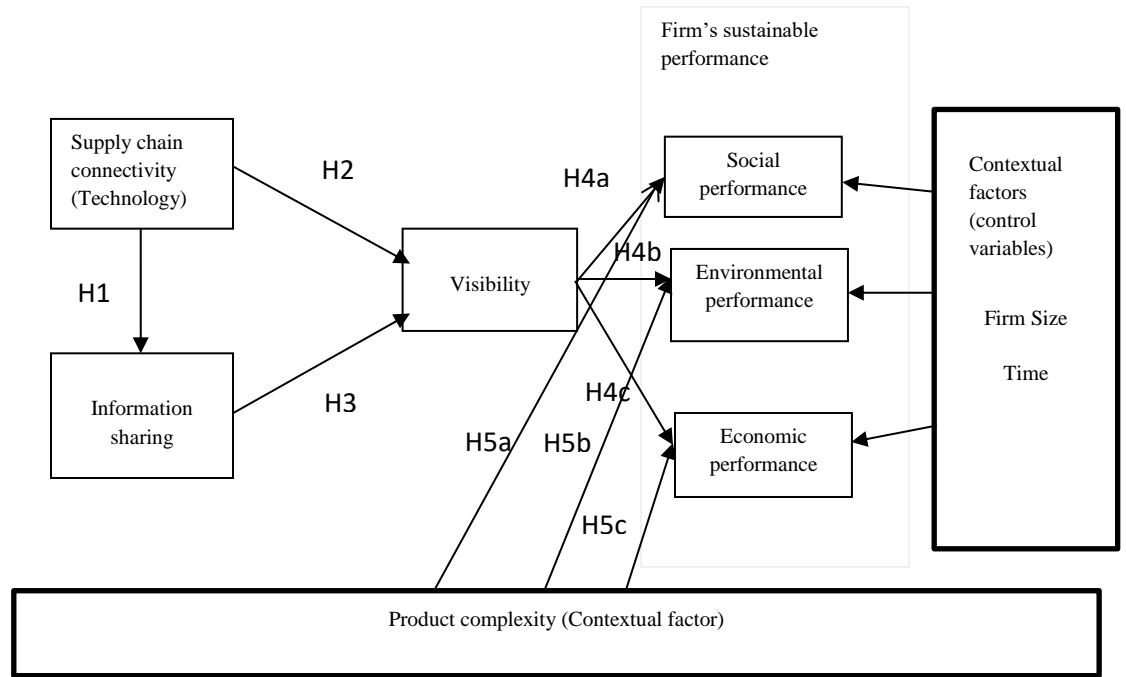 Firm's sustainable
performance
Supply chain
connectivity
(Technology)
H2
H4a
Social
performance
Contextual
factors
(control
variables)
Firm Size
Time
H1
Visibility
H4b
Environmental
performance
Information
sharing
H3
H4c
H5a
H5b
Economic
performance
H5c
Product complexity (Contextual factor)